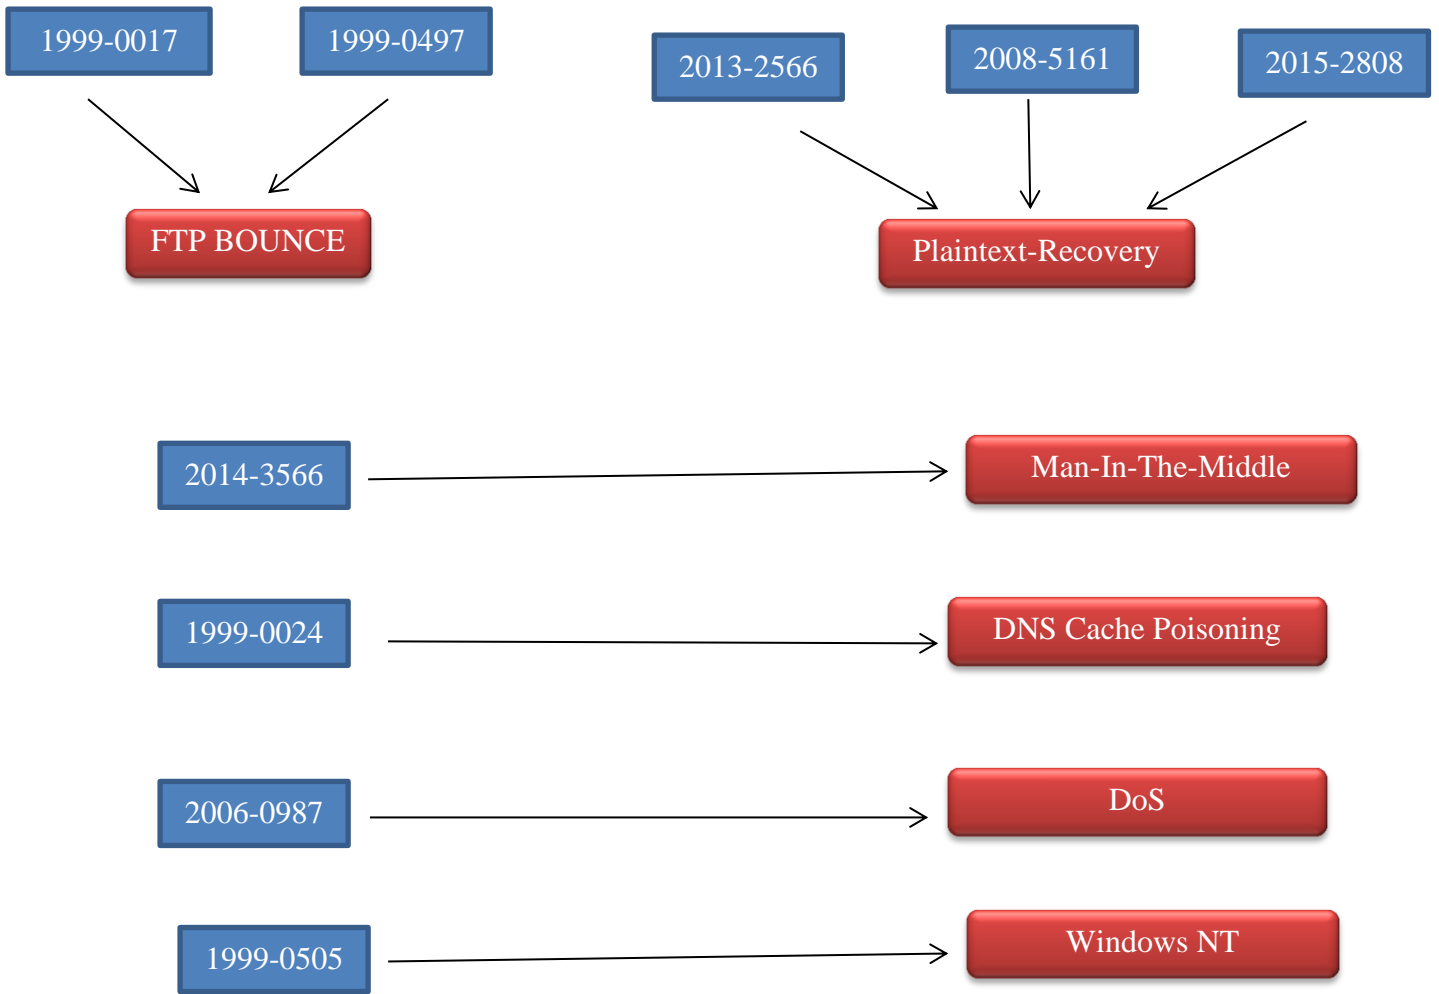 1999-0017
1999-0497
2013-2566
2008-5161
2015-2808
FTP BOUNCE
Plaintext-Recovery
2014-3566
Man-In-The-Middle
1999-0024
DNS Cache Poisoning
2006-0987
DoS
1999-0505
Windows NT